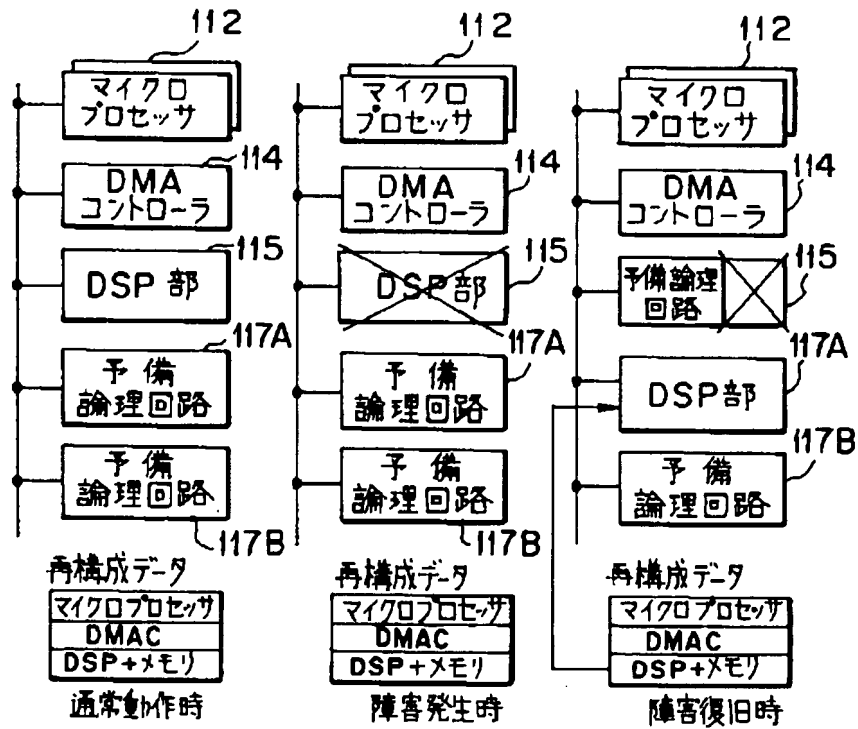 112
マイクロ
プロセッサ
114
DMA
コントローラ
115
DSP部
117A
予備
論理回路
予備
論理回路
117B
再構成データ
マイクロプロセッサ
DMAC
DSP+メモリ
通常動作時
112
マイクロ
プロセッサ
114
DMA
コントローラ
115
DSP部
117A
予備
論理回路
予備
論理回路
117B
再構成データ
マイクロプロセッサ
DMAC
DSP+メモリ
障害発生時
112
マイクロ
プロセッサ
114
DMA
コントローラ
115
予備論理
回路
117A
DSP部
117B
予備
論理回路
再構成データ
マイクロプロセッサ
DMAC
DSP+メモリ
障害復旧時